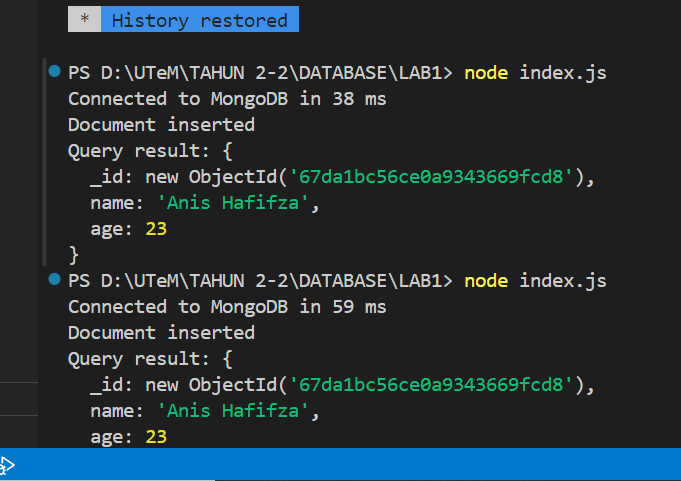 * History restored
PS D:\UTeM\TAHUN 2-2\DATABASE\LAB1> node index.js
Connected to MongoDB in 38 ms
Document inserted
Query result: {
  _id: new ObjectId('67da1bc56ce0a9343669fcd8'),
  name: 'Anis Hafifza',
  age: 23
}
PS D:\UTeM\TAHUN 2-2\DATABASE\LAB1> node index.js
Connected to MongoDB in 59 ms
Document inserted
Query result: {
  _id: new ObjectId('67da1bc56ce0a9343669fcd8'),
  name: 'Anis Hafifza',
  age: 23